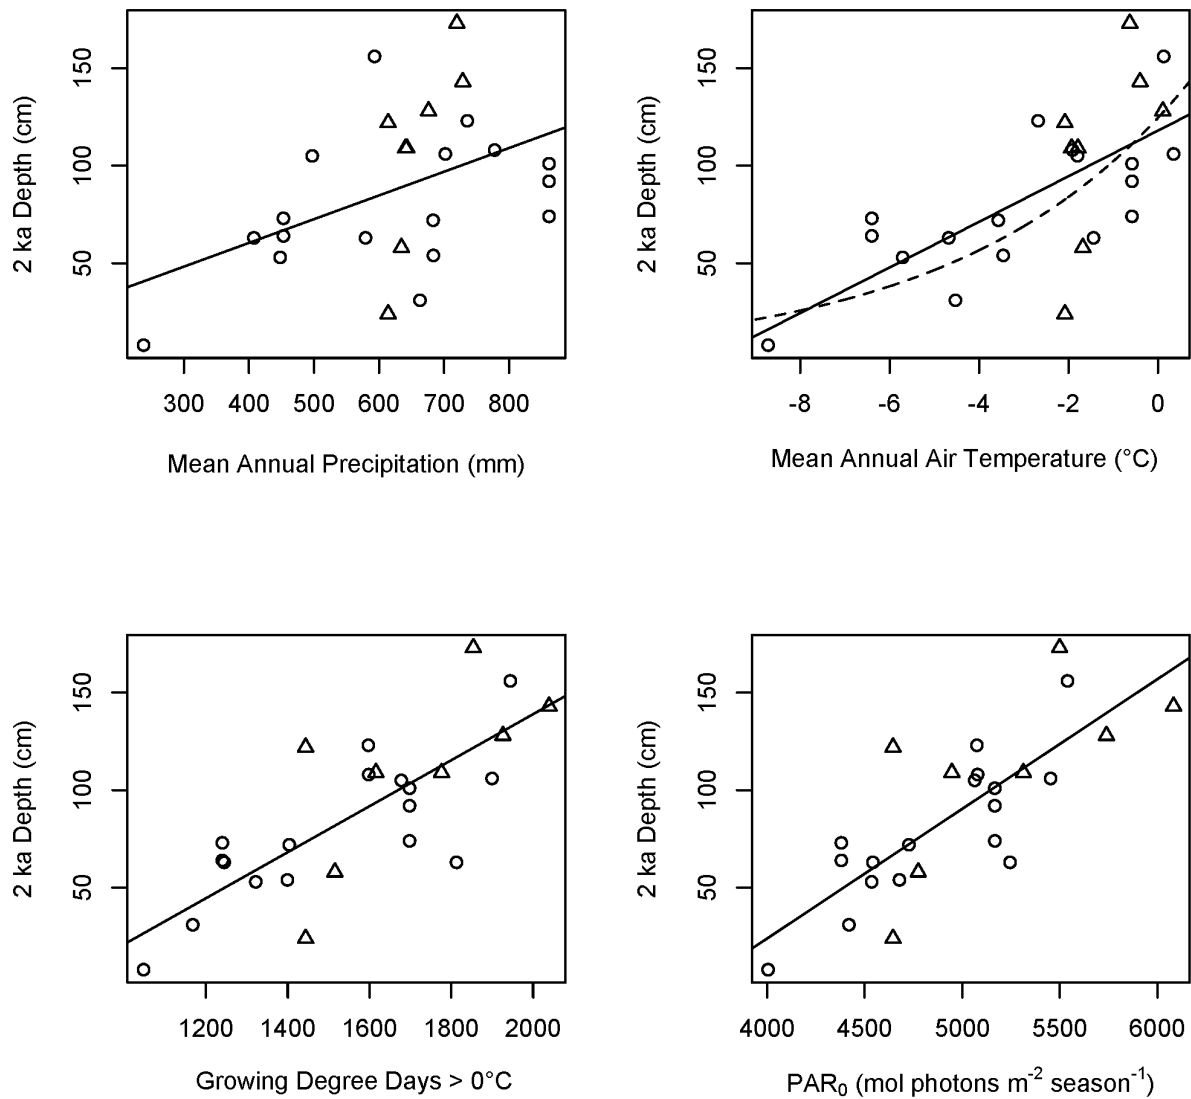 2 ka Depth (cm)
50 100 150
300 400 500 600 700 800
Mean Annual Precipitation (mm)
2 ka Depth (cm)
50 100 150
-8 -6 -4 -2 0
Mean Annual Air Temperature (°C)
2 ka Depth (cm)
50 100 150
1200 1400 1600 1800 2000
Growing Degree Days > 0°C
2 ka Depth (cm)
50 100 150
4000 4500 5000 5500 6000
PAR₀ (mol photons m⁻² season⁻¹)